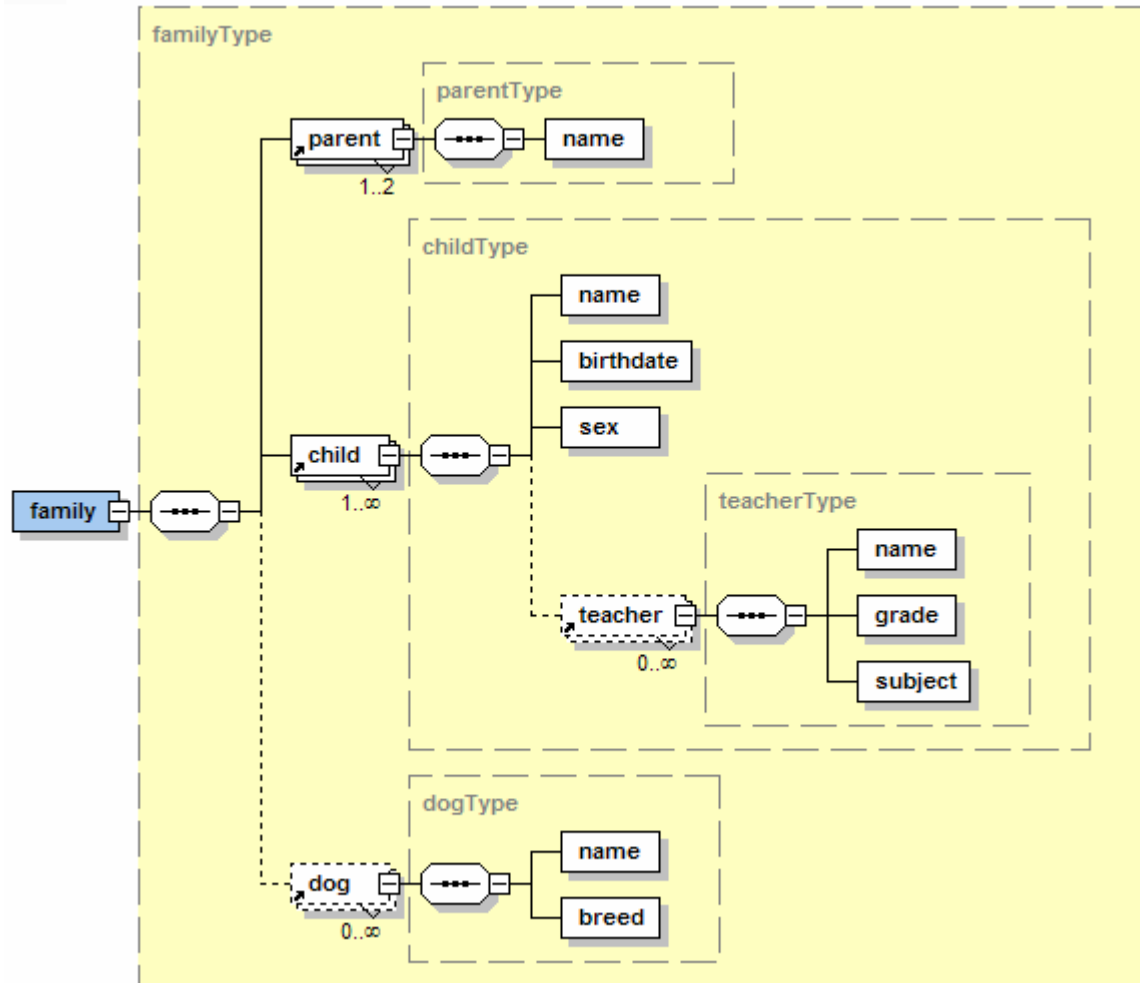 familyType
parentType
parent
name
1..2
childType
name
birthdate
sex
child
1..∞
family
teacherType
name
teacher
grade
0..∞
subject
dogType
name
dog
breed
0..∞